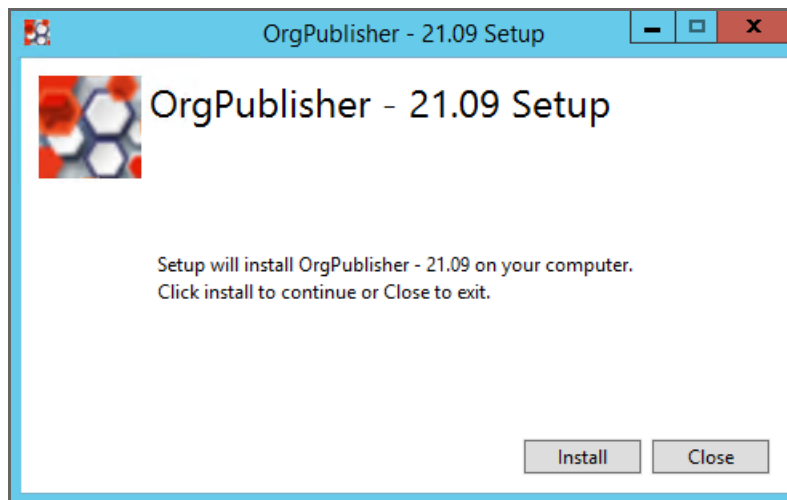 OrgPublisher - 21.09 Setup
OrgPublisher - 21.09 Setup
Setup will install OrgPublisher - 21.09 on your computer.
Click install to continue or Close to exit.
Install Close